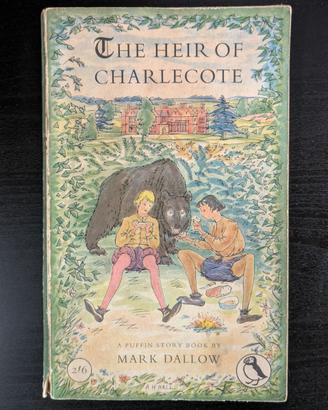 THE HEIR OF
CHARLECOTE
A PUFFIN STORY BOOK BY
MARK DALLOW
2/6